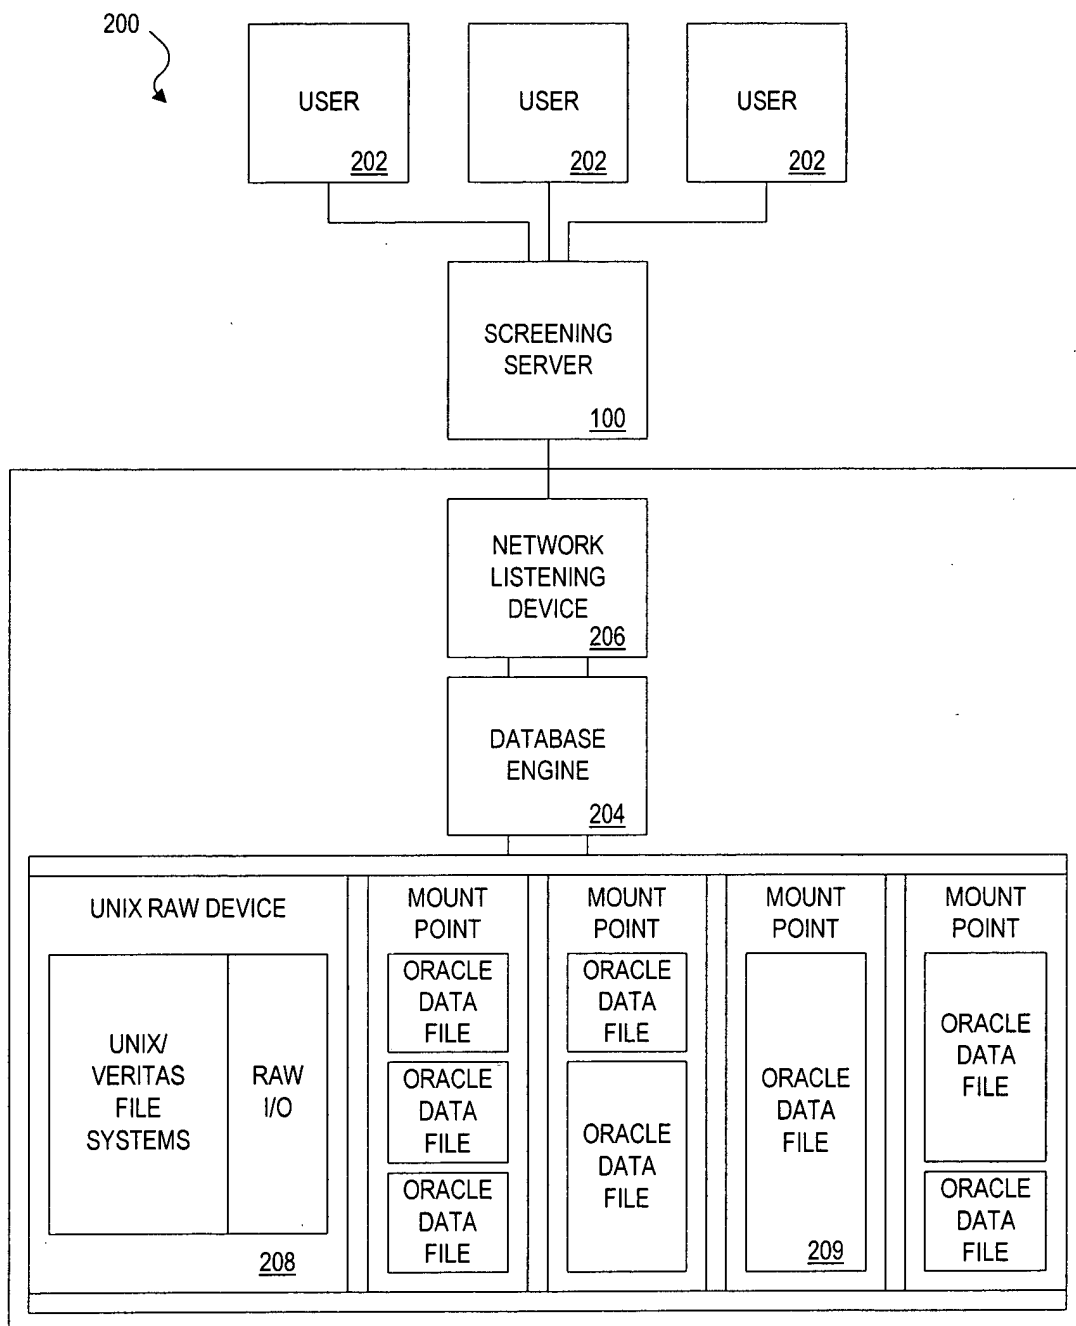 200
USER
202
USER
202
USER
202
SCREENING
SERVER
100
NETWORK
LISTENING
DEVICE
206
DATABASE
ENGINE
204
UNIX RAW DEVICE
UNIX/
VERITAS
FILE
SYSTEMS
RAW
I/O
208
MOUNT
POINT
ORACLE
DATA
FILE
ORACLE
DATA
FILE
ORACLE
DATA
FILE
MOUNT
POINT
ORACLE
DATA
FILE
ORACLE
DATA
FILE
MOUNT
POINT
ORACLE
DATA
FILE
209
MOUNT
POINT
ORACLE
DATA
FILE
ORACLE
DATA
FILE